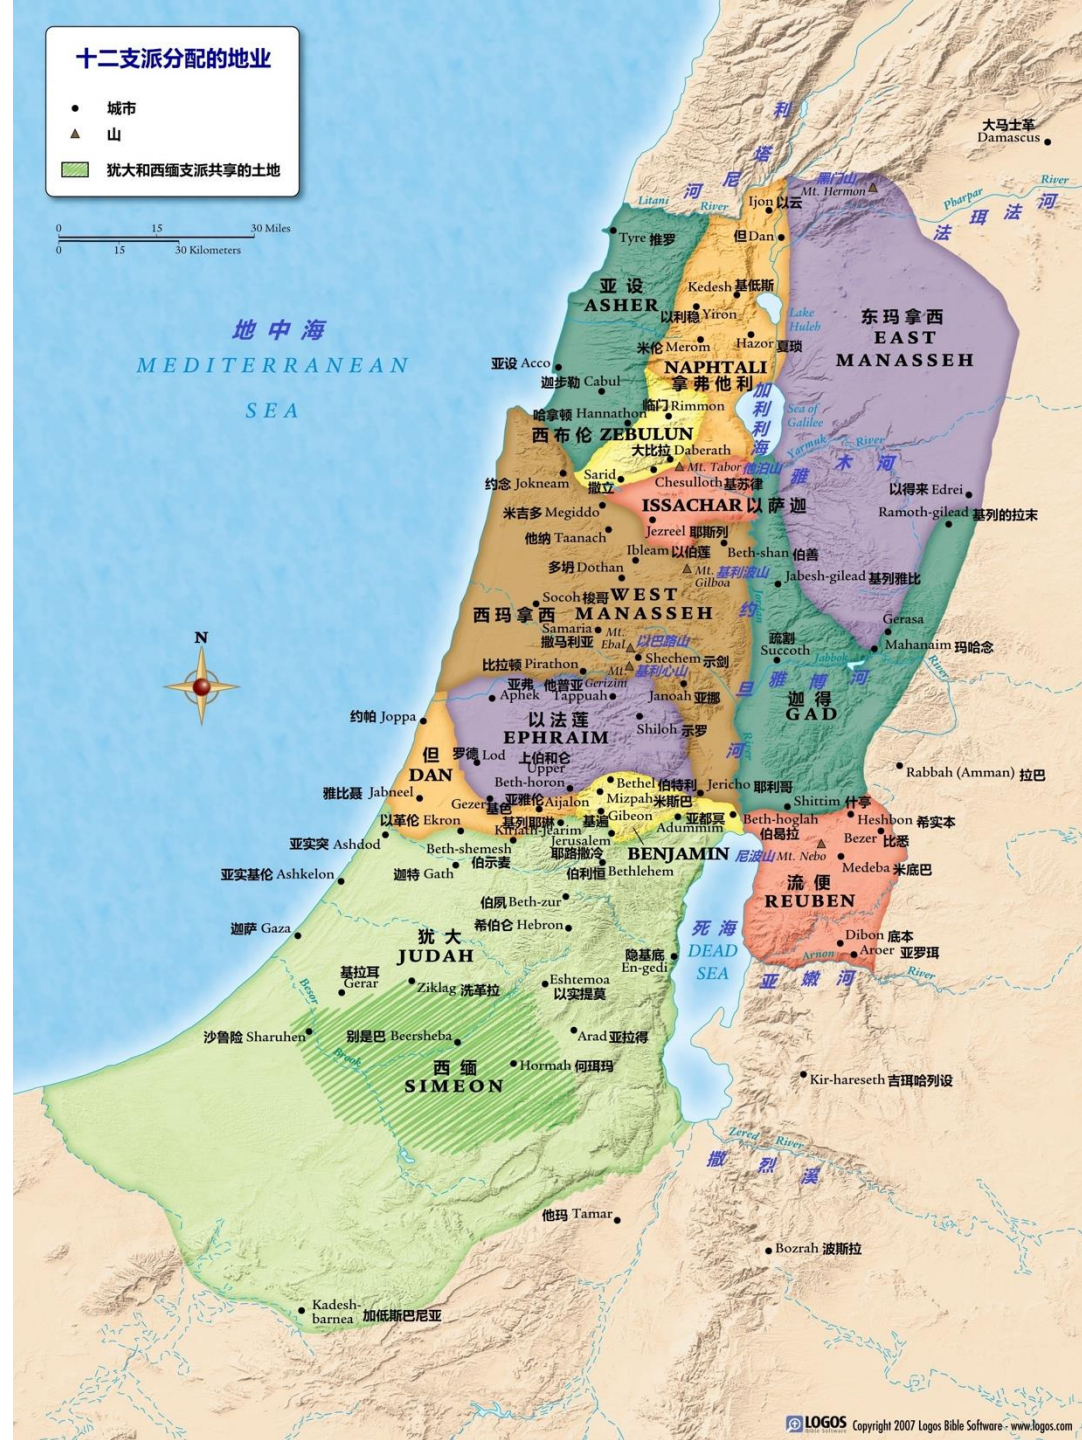 十二支派分配的地业
城市
山
犹大和西缅支派共享的土地
0 15 30 Miles
0 15 30 Kilometers
利
塔
尼
河
Litani River
大马士革
Damascus
黑门山
Mt. Hermon
Pharpar River
法 珥 法 河
Ijon 以云
但 Dan
Tyre 推罗
亚设
ASHER
Kedesh 基低斯
以利稳 Yiron
Lake
Huleh
东玛拿西
EAST
MANASSEH
地中海
MEDITERRANEAN
SEA
米伦 Merom
Hazor 夏琐
亚设 Acco
NAPHTALI
拿弗他利
迦步勒 Cabul
加利利海
Sea of
Galilee
临门 Rimmon
哈拿顿 Hannathon
西布伦 ZEBULUN
Yarmuk River
雅 木 河
大比拉 Daberath
Mt. Tabor 他泊山
Sarid
撒立
Chesulloth 基苏律
约念 Jokneam
以得来 Edrei
ISSACHAR 以萨迦
Ramoth-gilead 基列的拉末
米吉多 Megiddo
Jezreel 耶斯列
他纳 Taanach
Ibleam 以伯莲
Beth-shan 伯善
多坍 Dothan
Mt.
Gilboa
基利波山
Jabesh-gilead 基列雅比
Socoh 梭哥
WEST
MANASSEH
西玛拿西
约 旦 河
Jordan River
Samaria
撒马利亚
Mt.
Ebal
以巴路山
Gerasa
疏割
Succoth
Mahanaim 玛哈念
Shechem 示剑
比拉顿 Pirathon
Mt.
Gerizim
基利心山
Jabbok River
雅 博 河
亚弗
Aphek
他普亚
Tappuah
Janoah 亚挪
迦得
GAD
N
约帕 Joppa
以法莲
EPHRAIM
Shiloh 示罗
但
DAN
罗德 Lod
上伯和仑
Upper
Beth-horon
Rabbah (Amman) 拉巴
Bethel 伯特利
Jericho 耶利哥
雅比聂 Jabneel
Gezer 基色
亚雅伦
Aijalon
Mizpah 米斯巴
Shittim 什亭
以革伦 Ekron
基列耶琳
Kiriath-jearim
基遍 Gibeon
亚都冥
Adummim
Beth-hoglah
伯曷拉
Heshbon 希实本
Bezer 比悉
亚实突 Ashdod
Beth-shemesh
伯示麦
Jerusalem
耶路撒冷
BENJAMIN
尼波山 Mt. Nebo
迦特 Gath
伯利恒 Bethlehem
Medeba 米底巴
亚实基伦 Ashkelon
流便
REUBEN
伯夙 Beth-zur
希伯仑 Hebron
迦萨 Gaza
犹大
JUDAH
死海
DEAD
SEA
Dibon 底本
Aroer 亚罗珥
隐基底
En-gedi
Arnon River
亚 嫩 河
基拉耳
Gerar
Ziklag 洗革拉
Eshtemoa
以实提莫
Besor Brook
沙鲁险 Sharuhen
别是巴 Beersheba
Arad 亚拉得
西缅
SIMEON
Hormah 何珥玛
Kir-hareseth 吉珥哈列设
Zered River
撒 烈 溪
他玛 Tamar
Bozrah 波斯拉
Kadesh-
barnea
加低斯巴尼亚
LOGOS
Bible Software
Copyright 2007 Logos Bible Software - www.logos.com